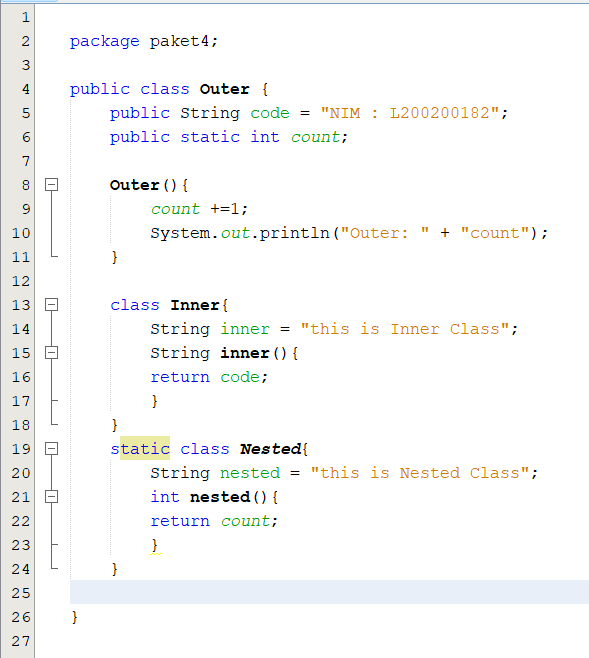 1
2 package paket4;
3
4 public class Outer {
5 public String code = "NIM : L200200182";
6 public static int count;
7
8 Outer(){
9 count +=1;
10 System.out.println("Outer: " + "count");
11 }
12
13 class Inner{
14 String inner = "this is Inner Class";
15 String inner(){
16 return code;
17 }
18 }
19 static class Nested{
20 String nested = "this is Nested Class";
21 int nested(){
22 return count;
23 }
24 }
25
26 }
27